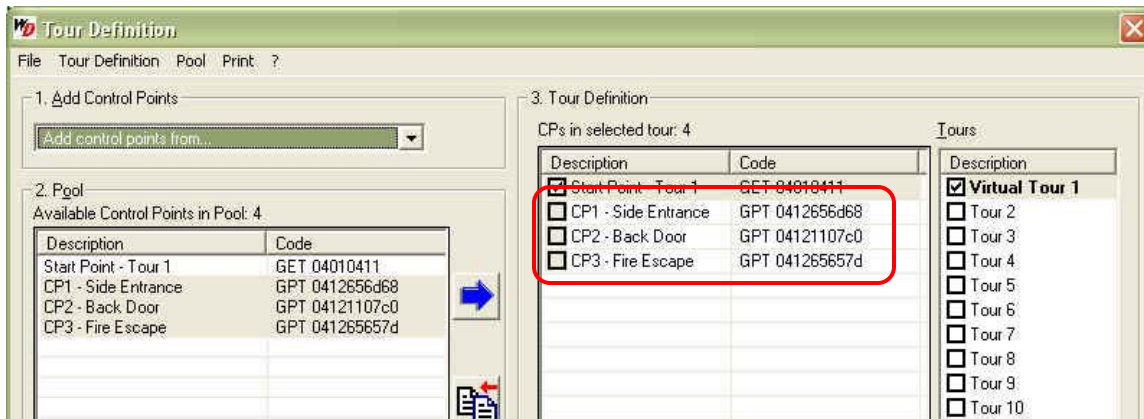 WD Tour Definition
File Tour Definition Pool Print ?
1. Add Control Points
Add control points from...
2. Pool
Available Control Points in Pool: 4
Description Code
Start Point - Tour 1 GET 04010411
CP1 - Side Entrance GPT 0412656d68
CP2 - Back Door GPT 04121107c0
CP3 - Fire Escape GPT 041265657d
3. Tour Definition
CPs in selected tour: 4
Description Code
Start Point - Tour 1 GET 04010411
CP1 - Side Entrance GPT 0412656d68
CP2 - Back Door GPT 04121107c0
CP3 - Fire Escape GPT 041265657d
Tours
Description
Virtual Tour 1
Tour 2
Tour 3
Tour 4
Tour 5
Tour 6
Tour 7
Tour 8
Tour 9
Tour 10